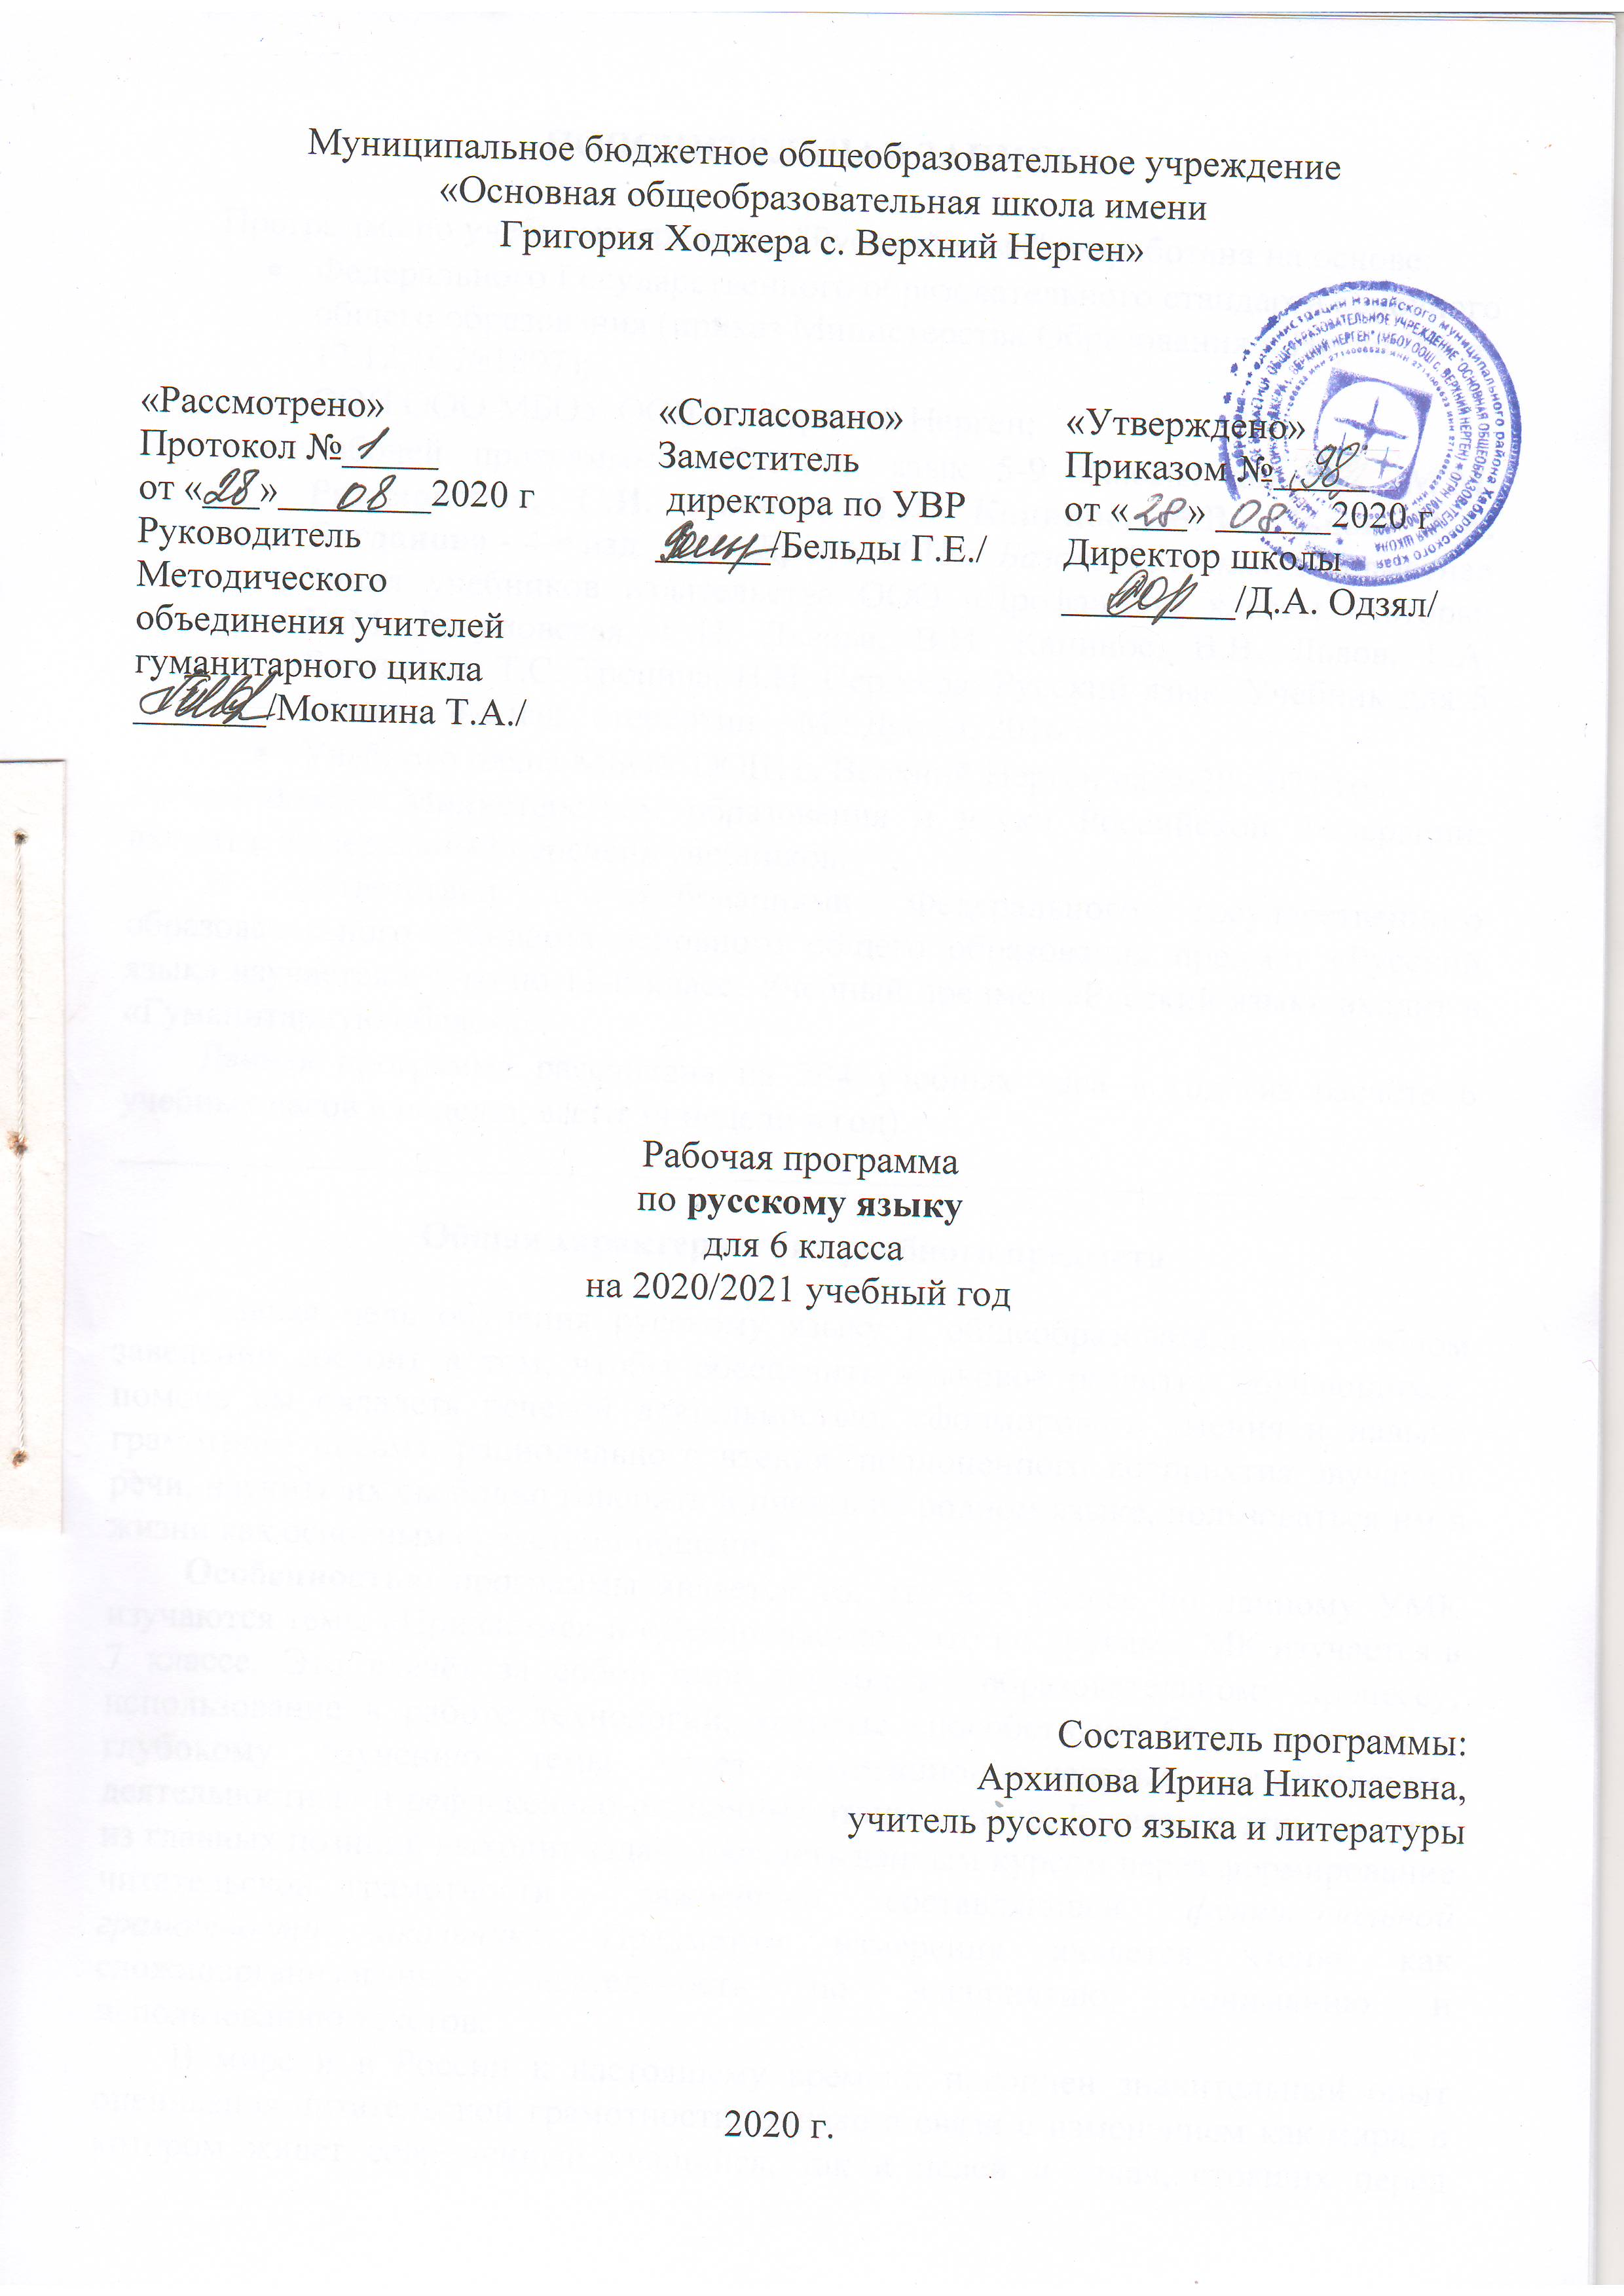 Муниципальное бюджетное общеобразовательное учреждение
«Основная общеобразовательная школа имени
Григория Ходжера с. Верхний Нерген»
«Рассмотрено»
Протокол № 1
от «28» 08 2020 г
Руководитель
Методического
объединения учителей
гуманитарного цикла
/Мокшина Т.А./
«Согласовано»
Заместитель
директора по УВР
/Бельды Г.Е./
«Утверждено»
Приказом №
от «28» 08 2020 г
Директор школы
/Д.А. Одзял/
Рабочая программа
по русскому языку
для 6 класса
на 2020/2021 учебный год
Составитель программы:
Архипова Ирина Николаевна,
учитель русского языка и литературы
2020 г.